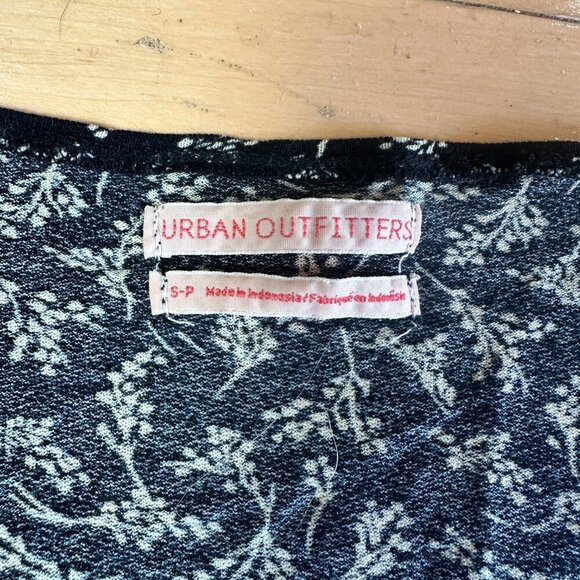 URBAN OUTFITTERS
S-P Made in Indonesia/Fabriqué en Indonésie